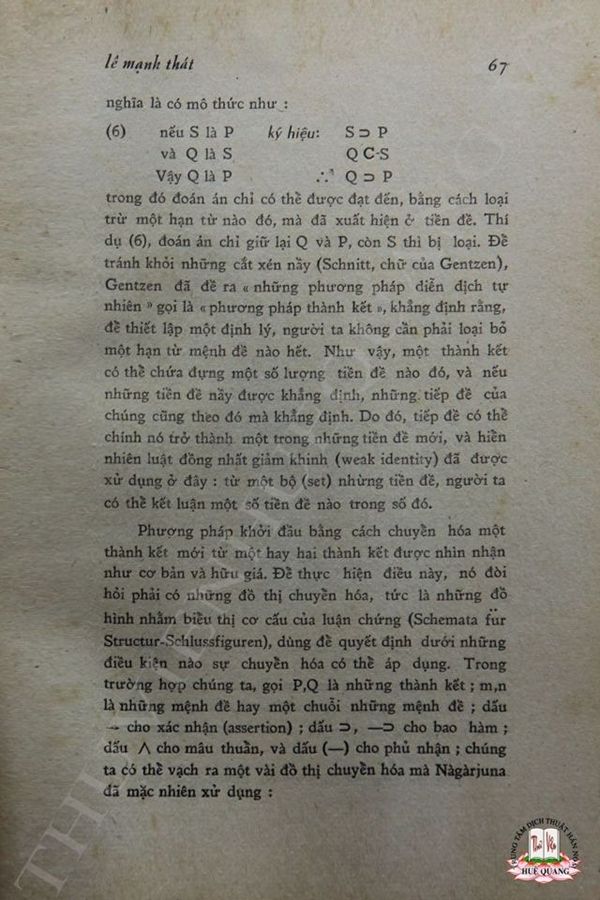 lê mạnh thát 67
nghĩa là có mô thức như :
(6) nếu S là P ký hiệu: S ⊃ P
và Q là S Q C-S
Vậy Q là P ∴ Q ⊃ P
trong đó đoán án chỉ có thể được đạt đến, bằng cách loại
trừ một hạn từ nào đó, mà đã xuất hiện ở tiền đề. Thí
dụ (6), đoán án chỉ giữ lại Q và P, còn S thì bị loại. Để
tránh khỏi những cắt xén nầy (Schnitt, chữ của Gentzen),
Gentzen đã đề ra « những phương pháp diễn dịch tự
nhiên » gọi là « phương pháp thành kết », khẳng định rằng,
để thiết lập một định lý, người ta không cần phải loại bỏ
một hạn từ mệnh đề nào hết. Như vậy, một thành kết
có thể chứa đựng một số lượng tiền đề nào đó, và nếu
những tiền đề nầy được khẳng định, những tiếp đề của
chúng cũng theo đó mà khẳng định. Do đó, tiếp đề có thể
chính nó trở thành một trong những tiền đề mới, và hiển
nhiên luật đồng nhất giảm khinh (weak identity) đã được
xử dụng ở đây : từ một bộ (set) những tiền đề, người ta
có thể kết luận một số tiền đề nào trong số đó.
Phương pháp khởi đầu bằng cách chuyển hóa một
thành kết mới từ một hay hai thành kết được nhìn nhận
như cơ bản và hữu giá. Để thực hiện điều này, nó đòi
hỏi phải có những đồ thị chuyển hóa, tức là những đồ
hình nhằm biểu thị cơ cấu của luận chứng (Schemata für
Structur-Schlussfiguren), dùng để quyết định dưới những
điều kiện nào sự chuyển hóa có thể áp dụng. Trong
trường hợp chúng ta, gọi P,Q là những thành kết ; m,n
là những mệnh đề hay một chuỗi những mệnh đề ; dấu
→ cho xác nhận (assertion) ; dấu ⊃, —⊃ cho bao hàm ;
dấu ∧ cho mâu thuẫn, và dấu (—) cho phủ nhận ; chúng
ta có thể vạch ra một vài đồ thị chuyển hóa mà Nàgàrjuna
đã mặc nhiên xử dụng :
TRUNG TÂM DỊCH THUẬT HÁN NÔM
HUỆ QUANG